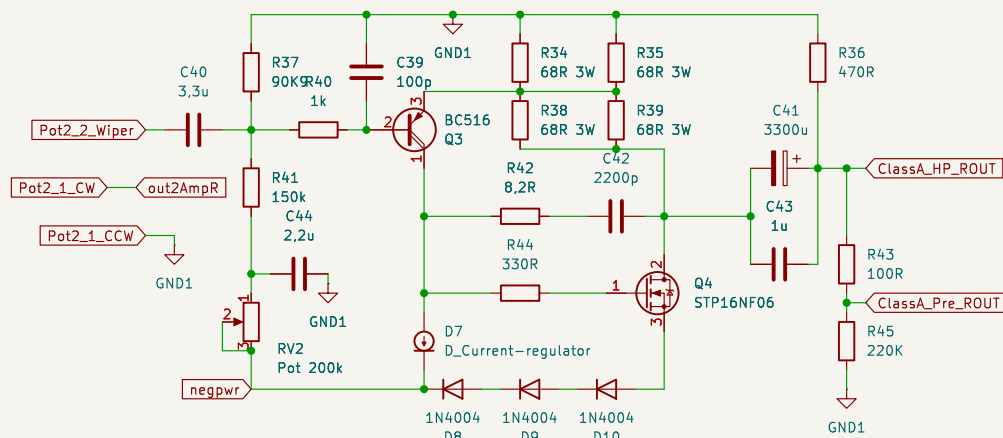 GND1
R37
90K9
R40
1k
C39
100p
R34
68R 3W
R35
68R 3W
R36
470R
C40
3,3u
Pot2_2_Wiper
3
2
1
BC516
Q3
R38
68R 3W
R39
68R 3W
C41
3300u
+
ClassA_HP_ROUT
Pot2_1_CW
out2AmpR
R41
150k
R42
8,2R
C42
2200p
C43
1u
Pot2_1_CCW
GND1
C44
2,2u
R44
330R
R43
100R
1
2
3
Q4
STP16NF06
ClassA_Pre_ROUT
GND1
1
2
3
RV2
Pot 200k
D7
D_Current-regulator
R45
220K
negpwr
1N4004
D8
1N4004
D9
1N4004
D10
GND1